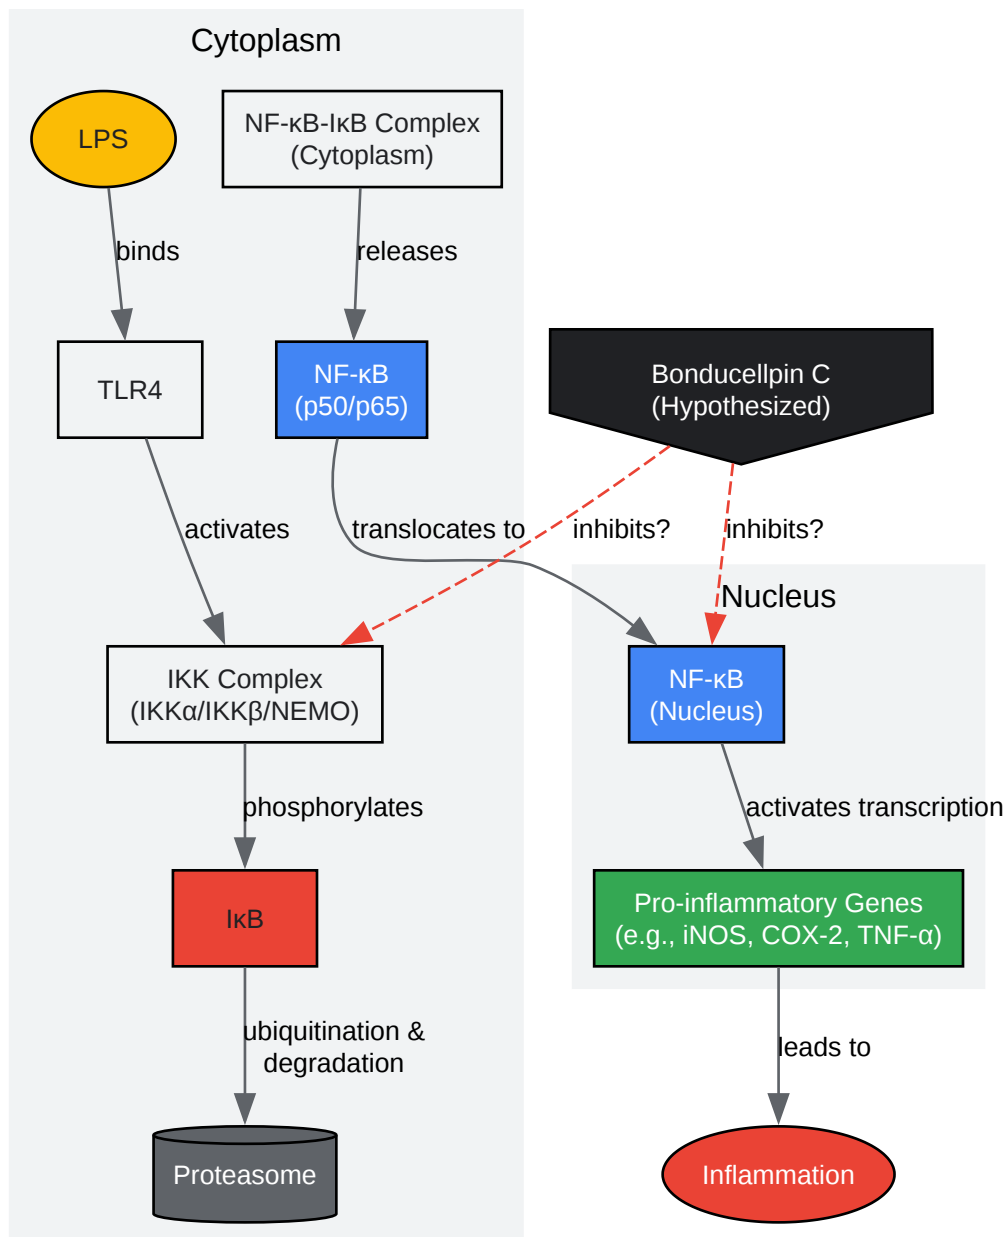 Cytoplasm
LPS
NF-κB-IκB Complex
(Cytoplasm)
binds
releases
TLR4
NF-κB
(p50/p65)
Bonducellpin C
(Hypothesized)
activates
translocates to
inhibits?
inhibits?
Nucleus
IKK Complex
(IKKα/IKKβ/NEMO)
NF-κB
(Nucleus)
phosphorylates
activates transcription
IκB
Pro-inflammatory Genes
(e.g., iNOS, COX-2, TNF-α)
ubiquitination &
degradation
leads to
Proteasome
Inflammation